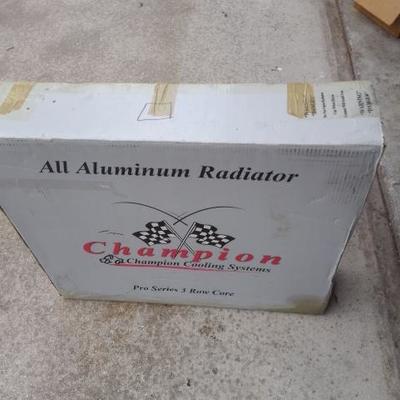 All Aluminum Radiator
Champion
Champion Cooling Systems
Pro Series 3 Row Core